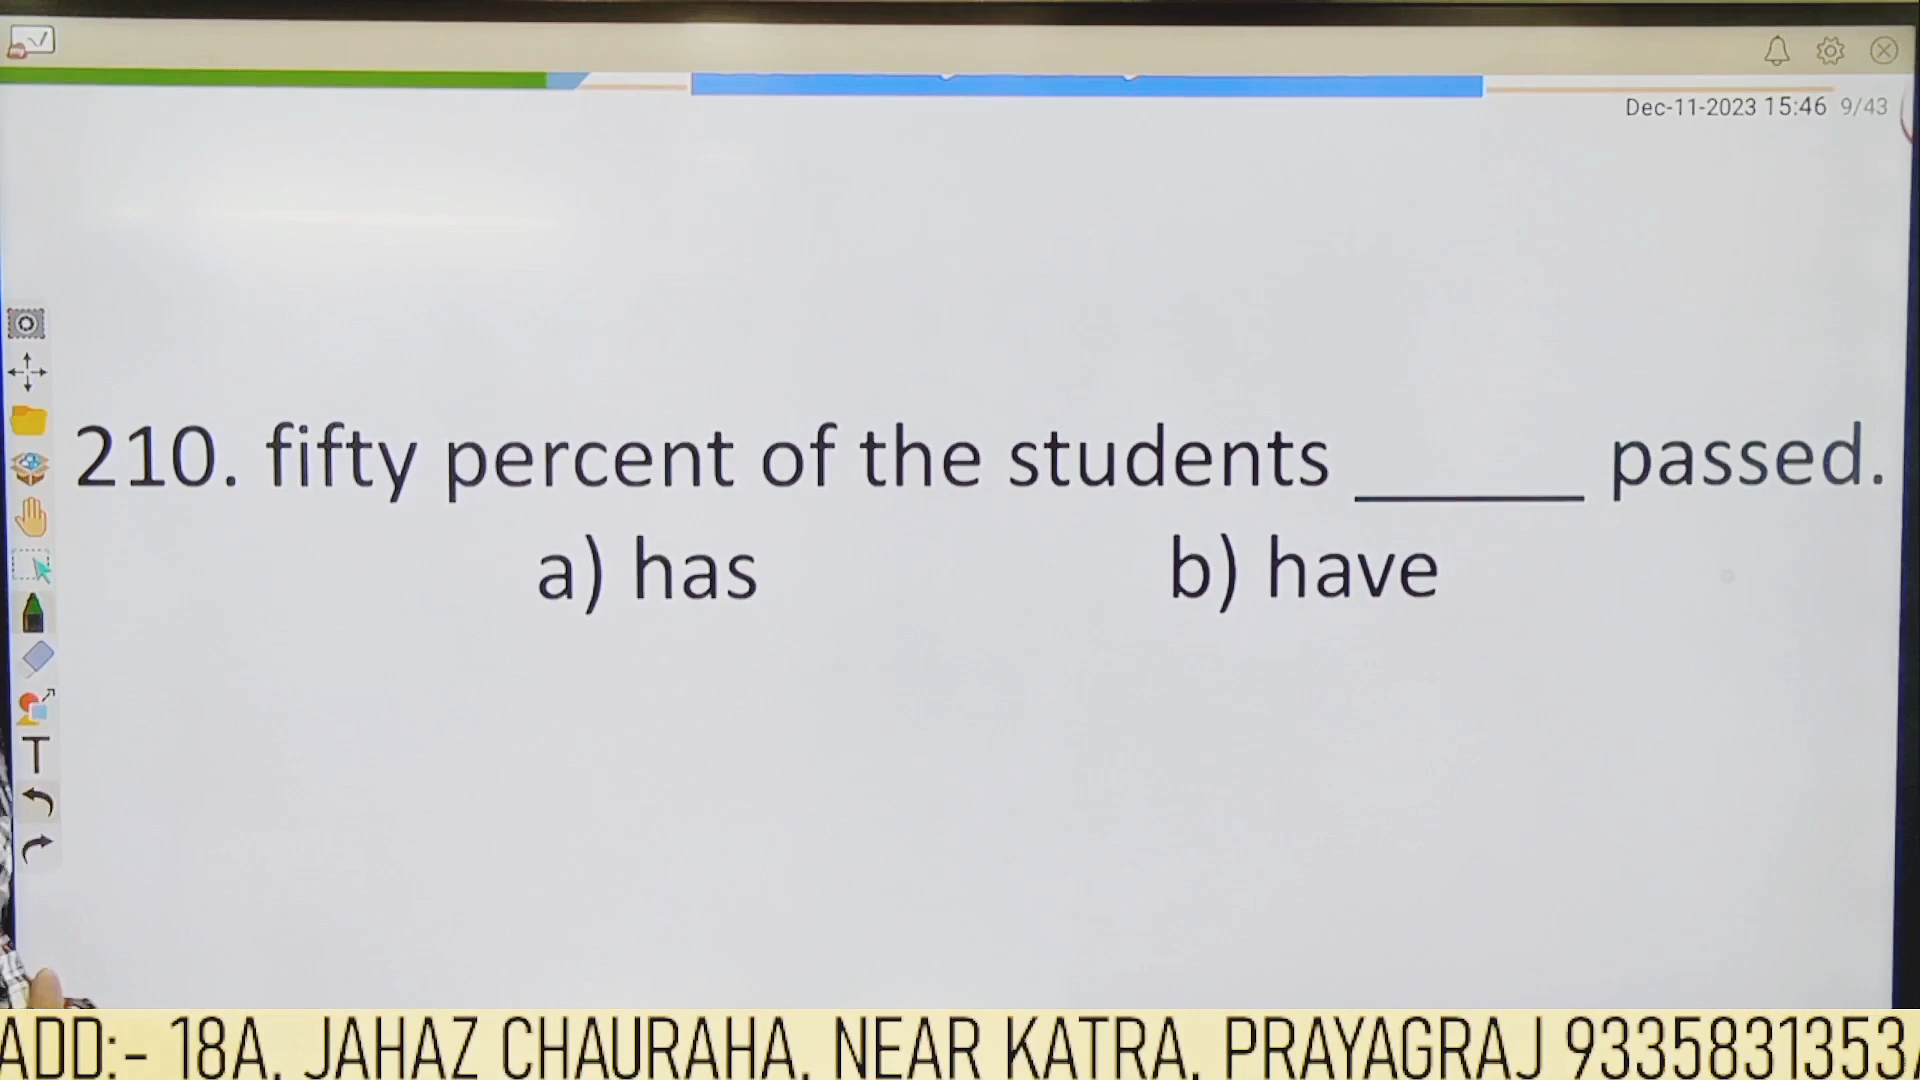 Dec-11-2023 15:46 9/43
210. fifty percent of the students ______ passed.
a) has b) have
T
ADD:- 18A, JAHAZ CHAURAHA, NEAR KATRA, PRAYAGRAJ 9335831353